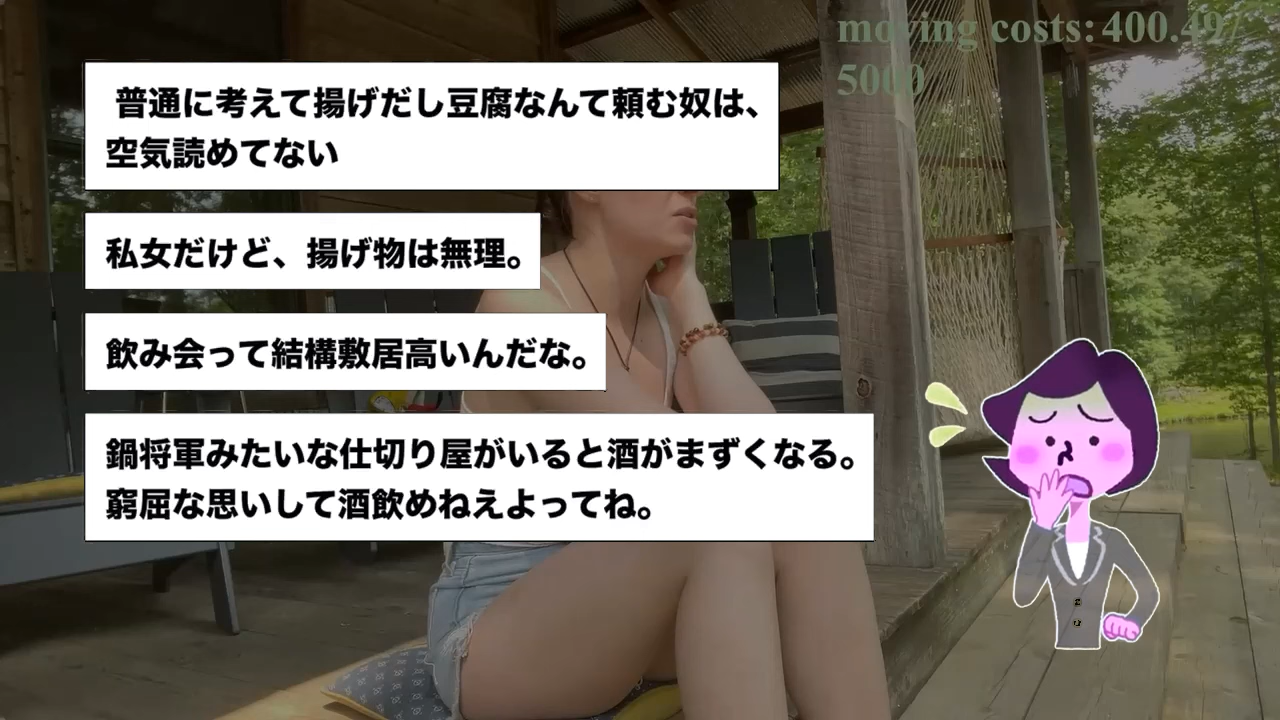 moving costs: 400.49/
5000
普通に考えて揚げだし豆腐なんて頼む奴は、
空気読めてない
私女だけど、揚げ物は無理。
飲み会って結構敷居高いんだな。
鍋将軍みたいな仕切り屋がいると酒がまずくなる。
窮屈な思いして酒飲めねえよってね。